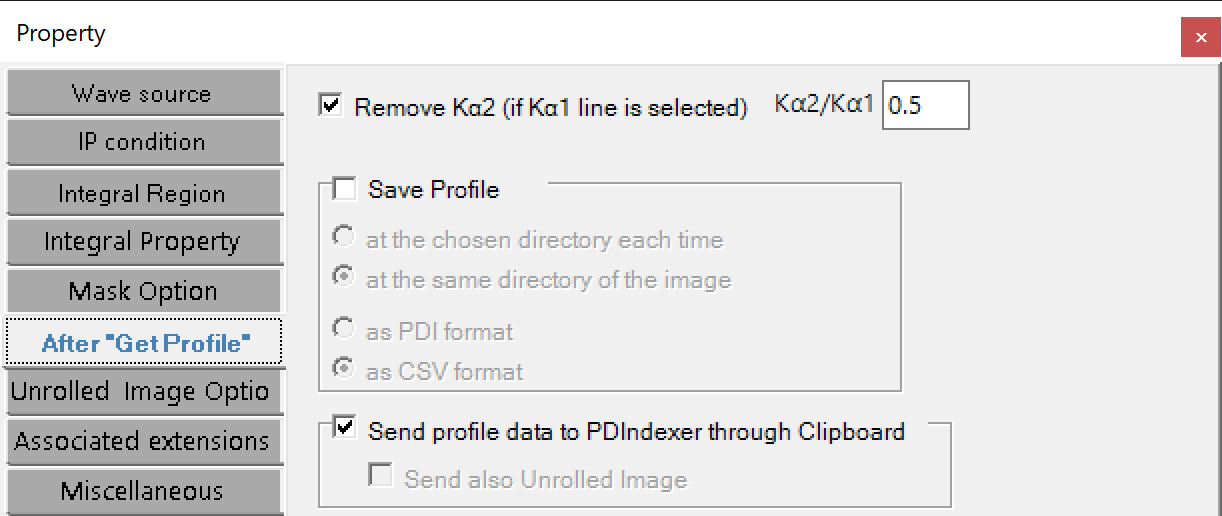 Property
×
Wave source
IP condition
Integral Region
Integral Property
Mask Option
After "Get Profile"
Unrolled Image Optio
Associated extensions
Miscellaneous
Remove Kα2 (if Kα1 line is selected) Kα2/Kα1 0.5
Save Profile
at the chosen directory each time
at the same directory of the image
as PDI format
as CSV format
Send profile data to PDIndexer through Clipboard
Send also Unrolled Image